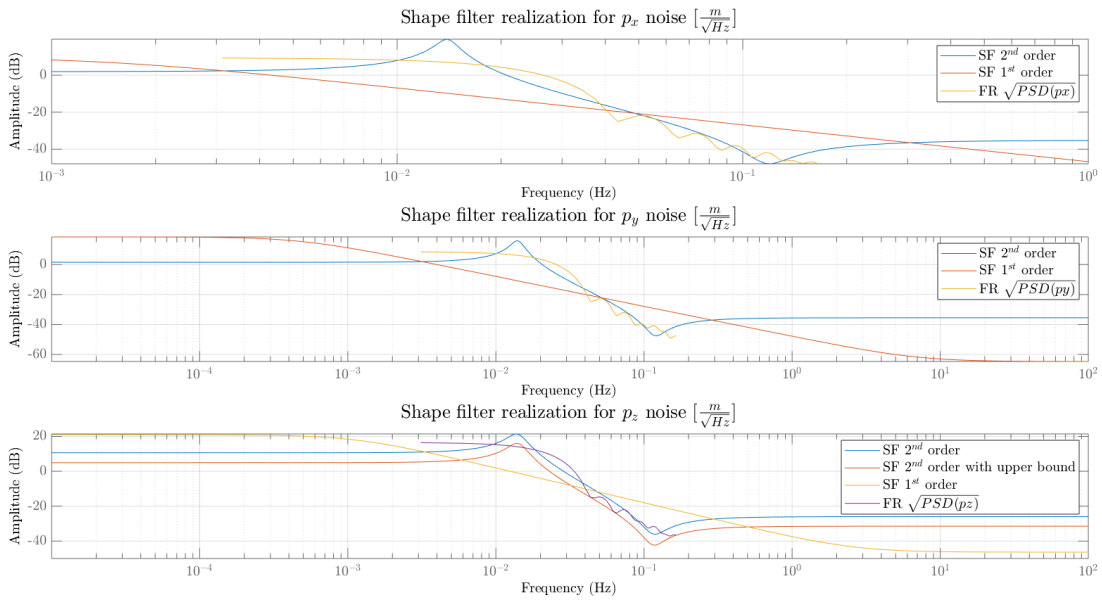 Shape filter realization for p_x noise [m/√Hz]
Amplitude (dB)
0
-20
-40
SF 2^nd order
SF 1^st order
FR √PSD(px)
10^−3
10^−2
10^−1
10^0
Frequency (Hz)
Shape filter realization for p_y noise [m/√Hz]
Amplitude (dB)
0
-20
-40
-60
SF 2^nd order
SF 1^st order
FR √PSD(py)
10^−4
10^−3
10^−2
10^−1
10^0
10^1
10^2
Frequency (Hz)
Shape filter realization for p_z noise [m/√Hz]
Amplitude (dB)
20
0
-20
-40
SF 2^nd order
SF 2^nd order with upper bound
SF 1^st order
FR √PSD(pz)
10^−4
10^−3
10^−2
10^−1
10^0
10^1
10^2
Frequency (Hz)